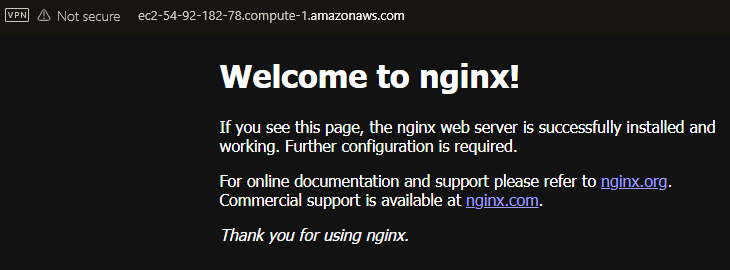 VPN Not secure ec2-54-92-182-78.compute-1.amazonaws.com
Welcome to nginx!
If you see this page, the nginx web server is successfully installed and
working. Further configuration is required.
For online documentation and support please refer to nginx.org.
Commercial support is available at nginx.com.
Thank you for using nginx.